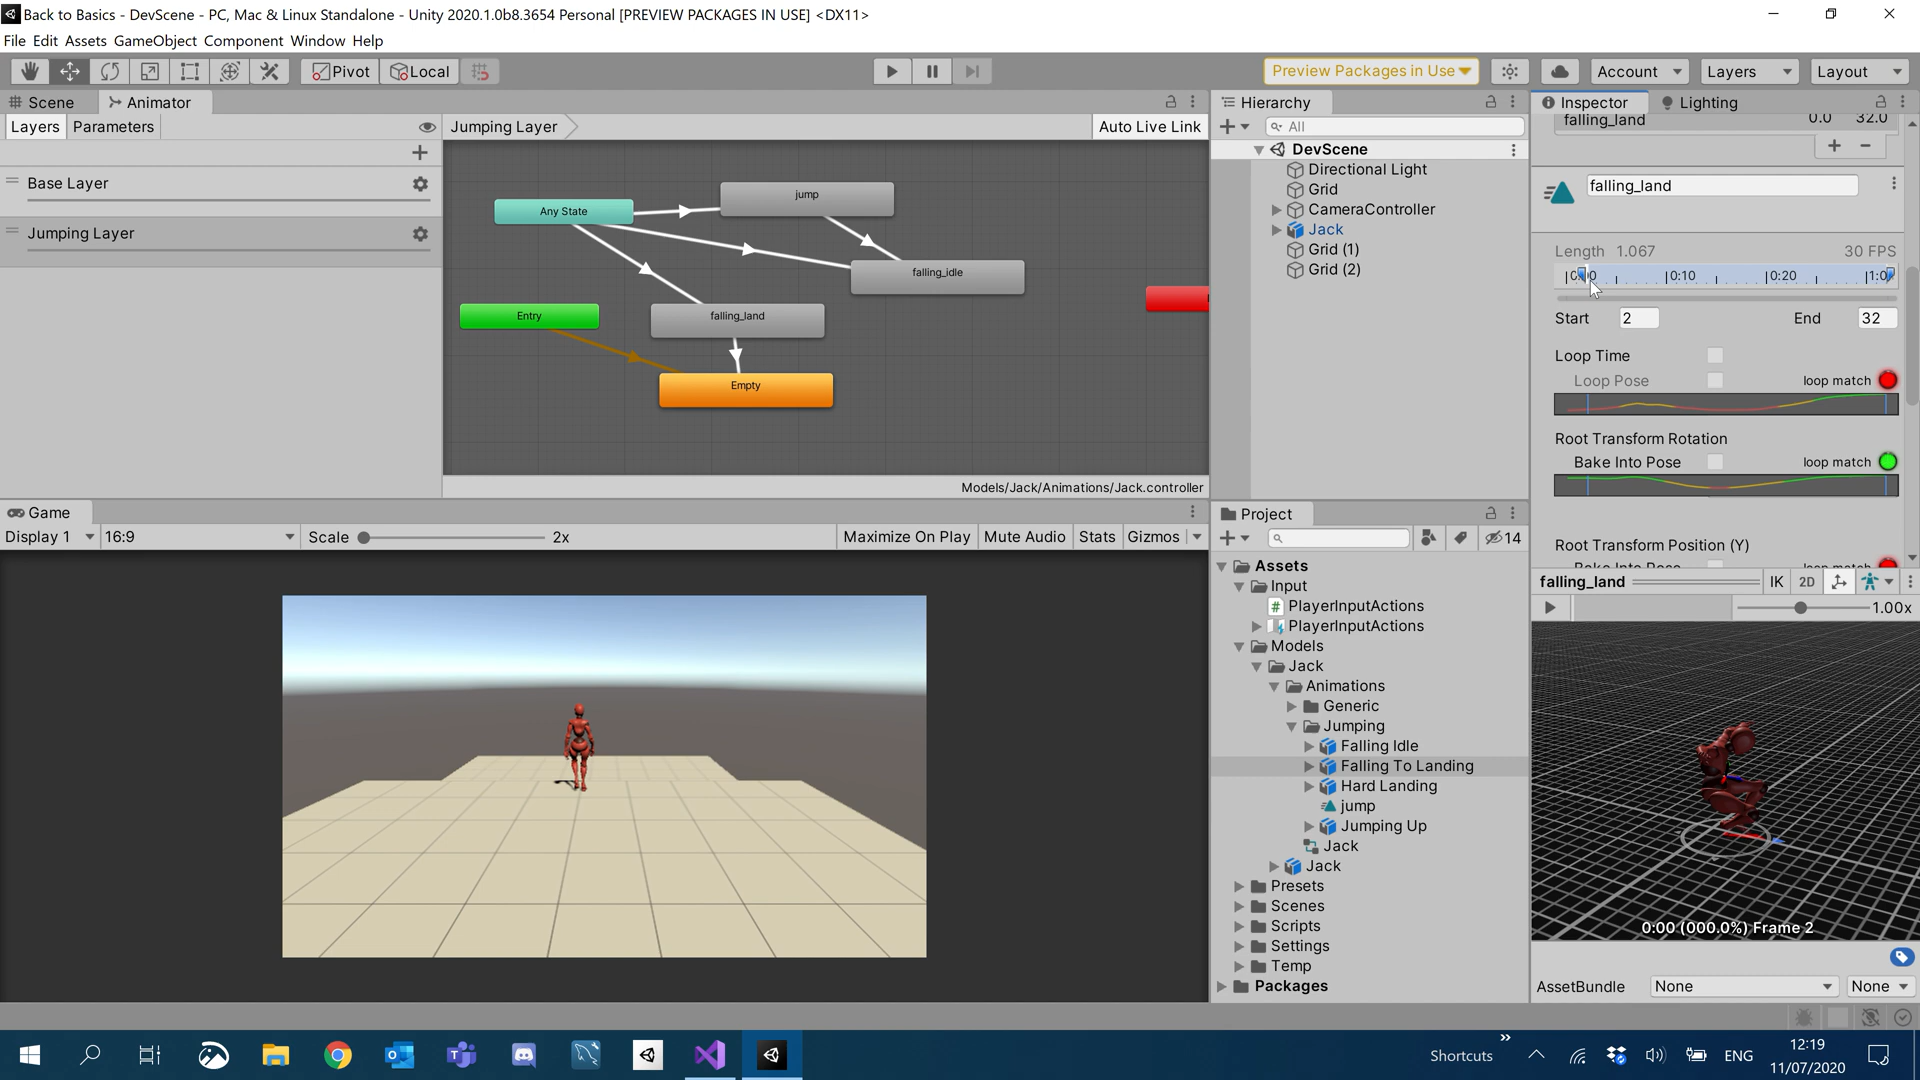 Back to Basics - DevScene - PC, Mac & Linux Standalone - Unity 2020.1.0b8.3654 Personal [PREVIEW PACKAGES IN USE] <DX11>
File Edit Assets GameObject Component Window Help
Pivot Local Preview Packages in Use Account Layers Layout
Scene Animator
Layers Parameters Jumping Layer Auto Live Link
Base Layer
Jumping Layer
Any State
jump
falling_idle
falling_land
Entry
Empty
Models/Jack/Animations/Jack.controller
Hierarchy
All
DevScene
Directional Light
Grid
CameraController
Jack
Grid (1)
Grid (2)
Inspector Lighting
falling_land 0.0 32.0
falling_land
Length 1.067 30 FPS
0:00 0:10 0:20 1:00
Start 2 End 32
Loop Time
Loop Pose loop match
Root Transform Rotation
Bake Into Pose loop match
Root Transform Position (Y)
Bake Into Pose loop match
falling_land IK 2D
1.00x
0:00 (000.0%) Frame 2
AssetBundle None None
Game
Display 1 16:9 Scale 2x Maximize On Play Mute Audio Stats Gizmos
Project
14
Assets
Input
PlayerInputActions
PlayerInputActions
Models
Jack
Animations
Generic
Jumping
Falling Idle
Falling To Landing
Hard Landing
jump
Jumping Up
Jack
Jack
Presets
Scenes
Scripts
Settings
Temp
Packages
Shortcuts ENG 12:19
11/07/2020